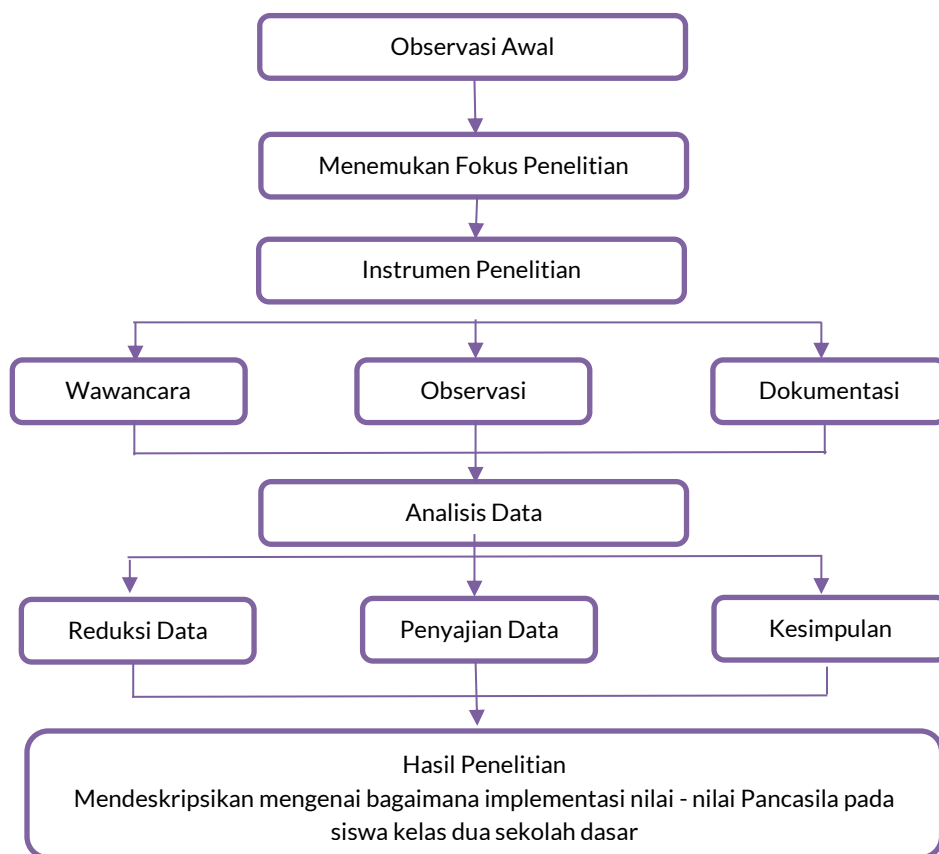 Observasi Awal
Menemukan Fokus Penelitian
Instrumen Penelitian
Wawancara
Observasi
Dokumentasi
Analisis Data
Reduksi Data
Penyajian Data
Kesimpulan
Hasil Penelitian
Mendeskripsikan mengenai bagaimana implementasi nilai - nilai Pancasila pada
siswa kelas dua sekolah dasar